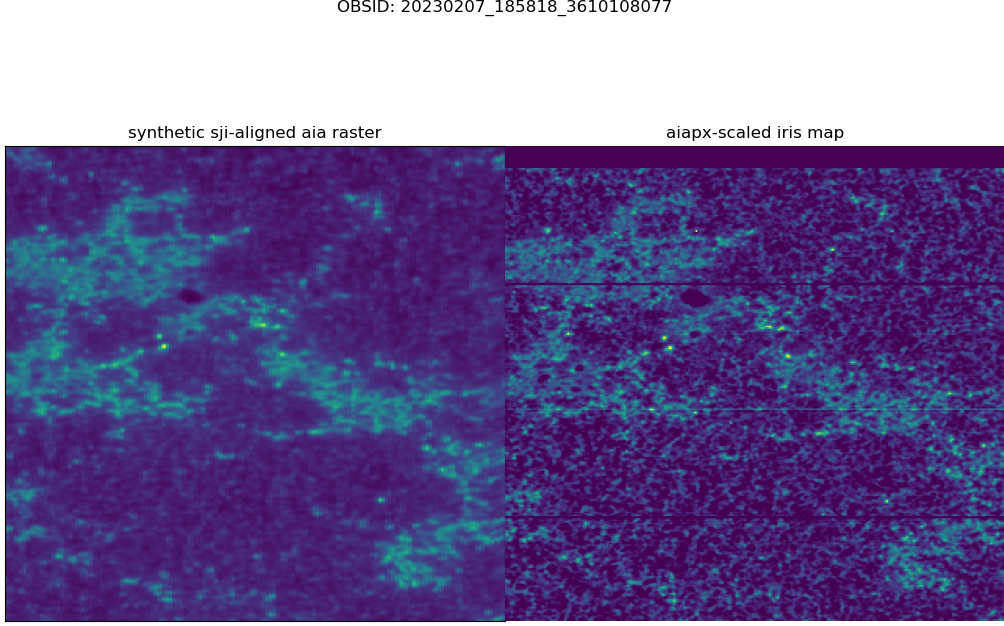 OBSID: 20230207_185818_3610108077
synthetic sji-aligned aia raster
aiapx-scaled iris map